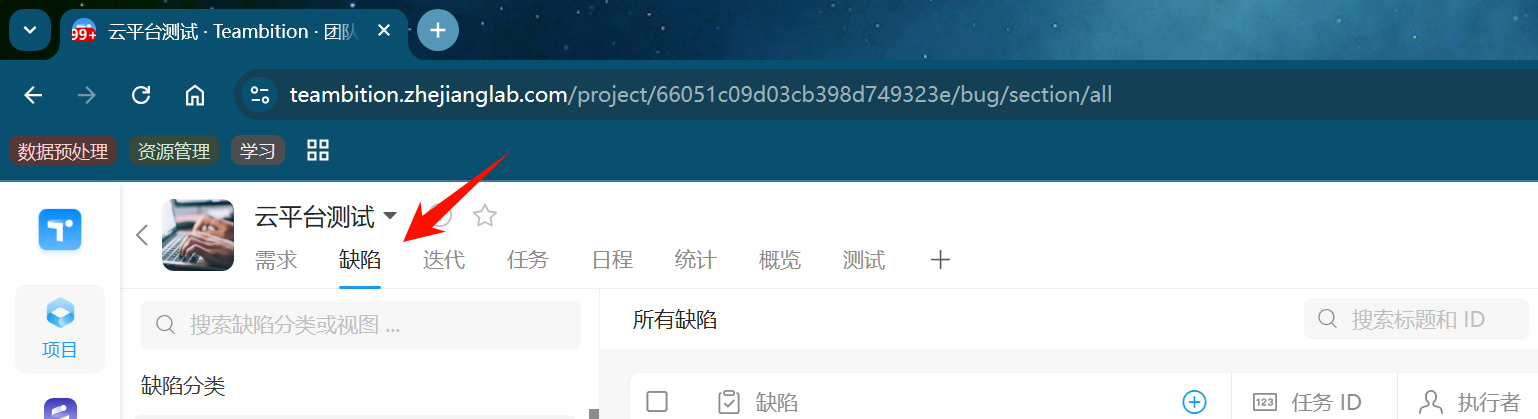 99+ 云平台测试 · Teambition · 团队
teambition.zhejianglab.com/project/66051c09d03cb398d749323e/bug/section/all
数据预处理 资源管理 学习
云平台测试
需求 缺陷 迭代 任务 日程 统计 概览 测试
搜索缺陷分类或视图 ...
所有缺陷
搜索标题和 ID
项目
缺陷分类
缺陷
123 任务 ID
执行者